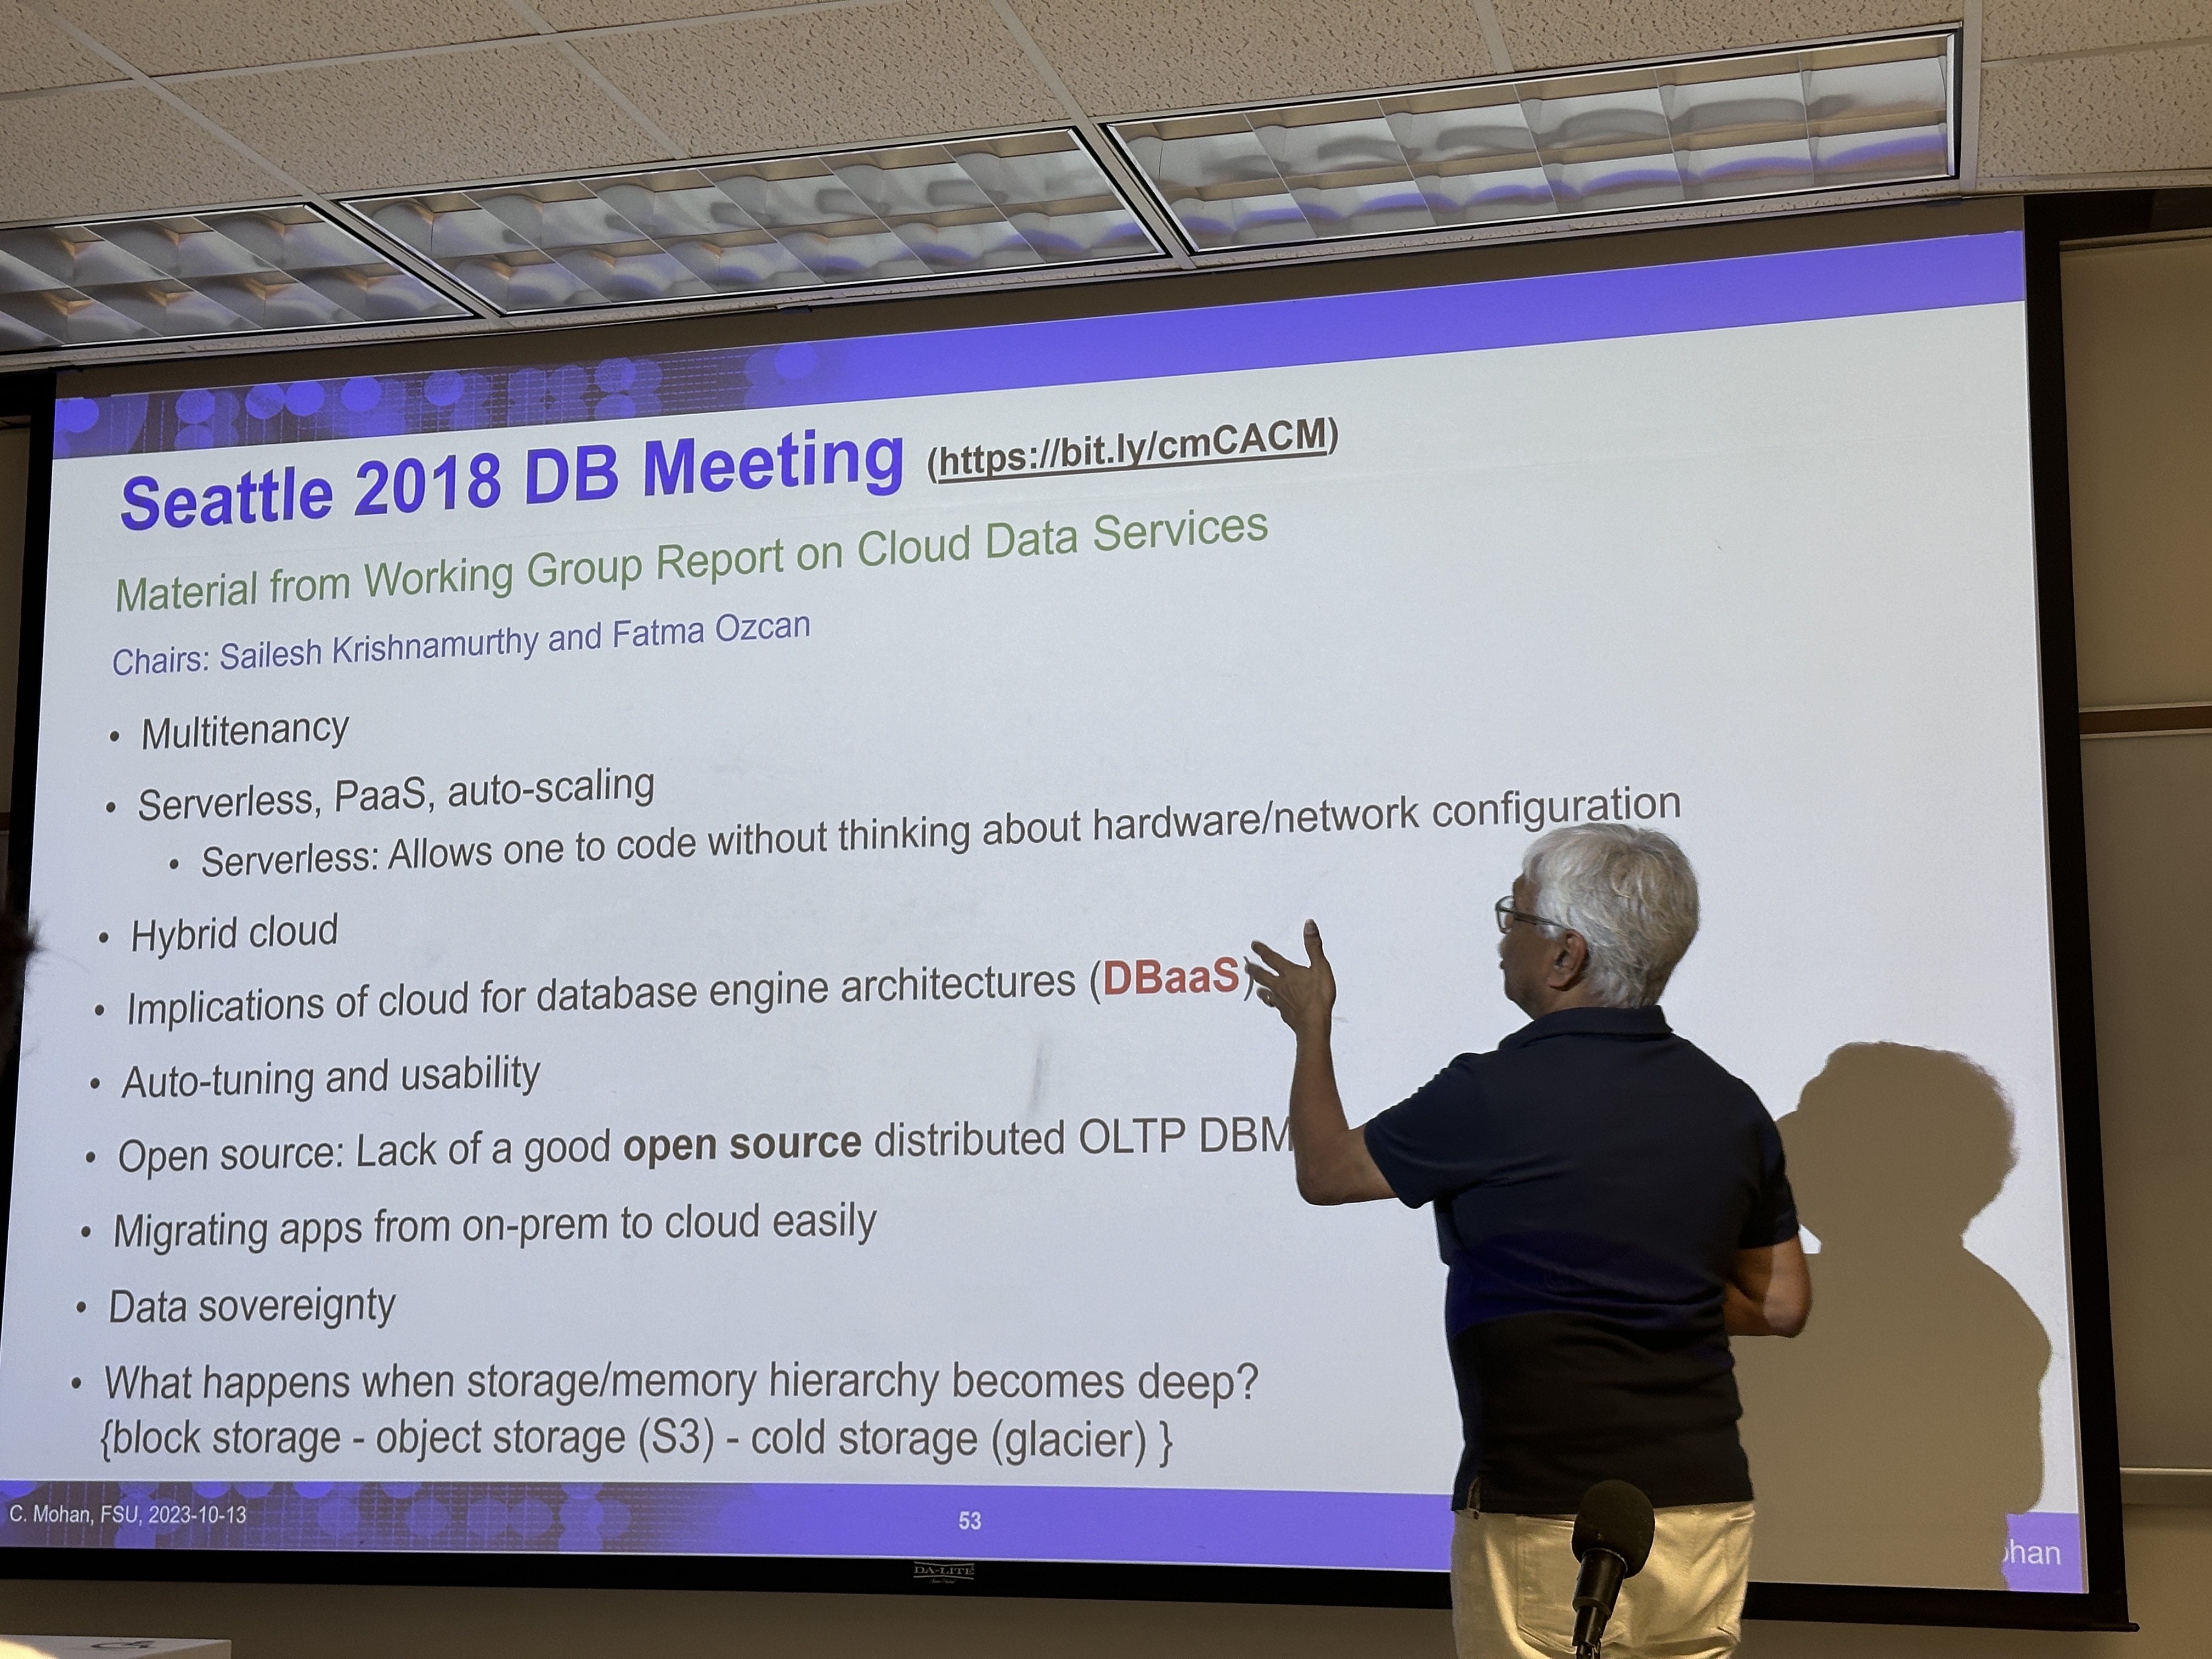 Seattle 2018 DB Meeting (https://bit.ly/cmCACM)
Material from Working Group Report on Cloud Data Services
Chairs: Sailesh Krishnamurthy and Fatma Ozcan
• Multitenancy
• Serverless, PaaS, auto-scaling
• Serverless: Allows one to code without thinking about hardware/network configuration
• Hybrid cloud
• Implications of cloud for database engine architectures (DBaaS)
• Auto-tuning and usability
• Open source: Lack of a good open source distributed OLTP DBM
• Migrating apps from on-prem to cloud easily
• Data sovereignty
• What happens when storage/memory hierarchy becomes deep?
{block storage - object storage (S3) - cold storage (glacier) }
C. Mohan, FSU, 2023-10-13
53
han
DA-LITE